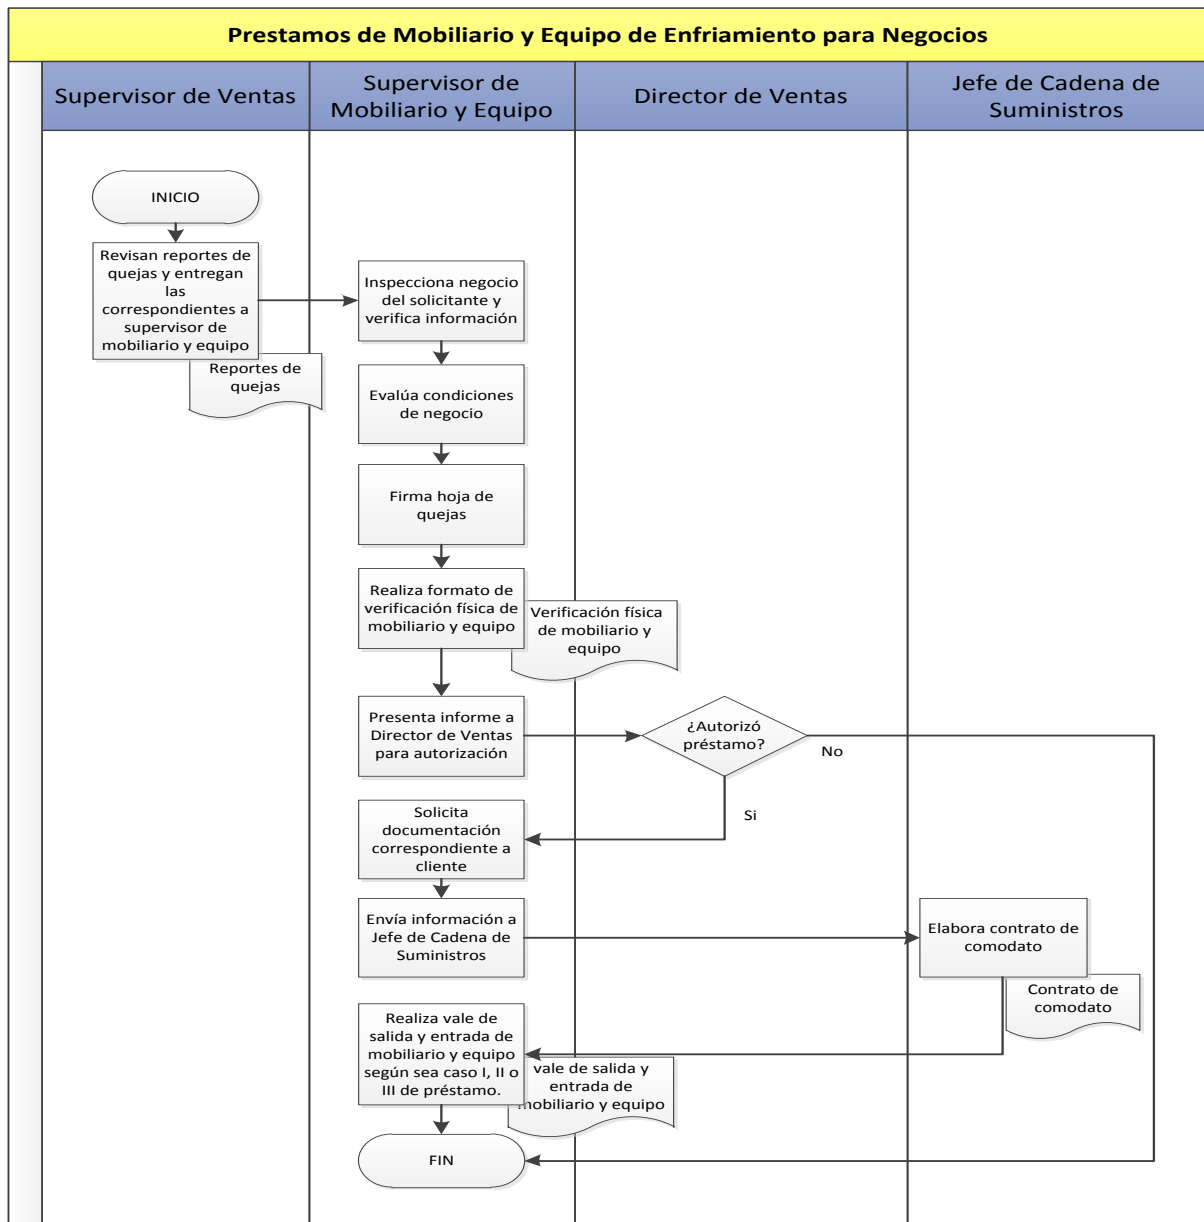 Prestamos de Mobiliario y Equipo de Enfriamiento para Negocios
Supervisor de Ventas
Supervisor de
Mobiliario y Equipo
Director de Ventas
Jefe de Cadena de
Suministros
INICIO
Revisan reportes de
quejas y entregan
las
correspondientes a
supervisor de
mobiliario y equipo
Reportes de
quejas
Inspecciona negocio
del solicitante y
verifica información
Evalúa condiciones
de negocio
Firma hoja de
quejas
Realiza formato de
verificación física de
mobiliario y equipo
Verificación física
de mobiliario y
equipo
Presenta informe a
Director de Ventas
para autorización
¿Autorizó
préstamo?
No
Si
Solicita
documentación
correspondiente a
cliente
Envía información a
Jefe de Cadena de
Suministros
Elabora contrato de
comodato
Contrato de
comodato
Realiza vale de
salida y entrada de
mobiliario y equipo
según sea caso I, II o
III de préstamo.
vale de salida y
entrada de
mobiliario y equipo
FIN